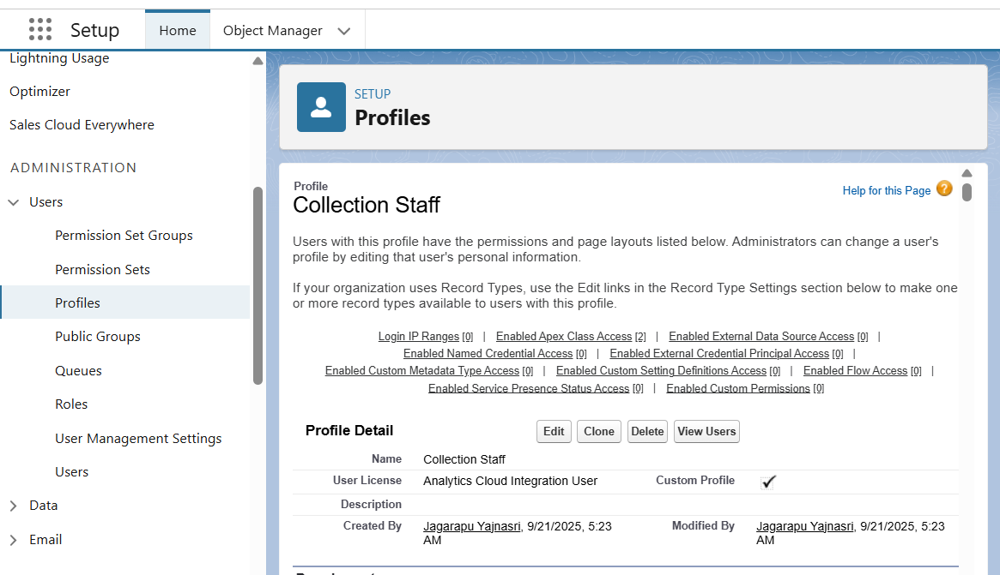 Setup
Home
Object Manager
Lightning Usage
Optimizer
Sales Cloud Everywhere
ADMINISTRATION
Users
Permission Set Groups
Permission Sets
Profiles
Public Groups
Queues
Roles
User Management Settings
Users
Data
Email
SETUP
Profiles
Profile
Collection Staff
Help for this Page ?
Users with this profile have the permissions and page layouts listed below. Administrators can change a user's
profile by editing that user's personal information.
If your organization uses Record Types, use the Edit links in the Record Type Settings section below to make one
or more record types available to users with this profile.
Login IP Ranges [0] | Enabled Apex Class Access [2] | Enabled External Data Source Access [0] |
Enabled Named Credential Access [0] | Enabled External Credential Principal Access [0] |
Enabled Custom Metadata Type Access [0] | Enabled Custom Setting Definitions Access [0] | Enabled Flow Access [0] |
Enabled Service Presence Status Access [0] | Enabled Custom Permissions [0]
Profile Detail Edit Clone Delete View Users
Name Collection Staff
User License Analytics Cloud Integration User Custom Profile
Description
Created By Jagarapu Yajnasri, 9/21/2025, 5:23 Modified By Jagarapu Yajnasri, 9/21/2025, 5:23
AM AM